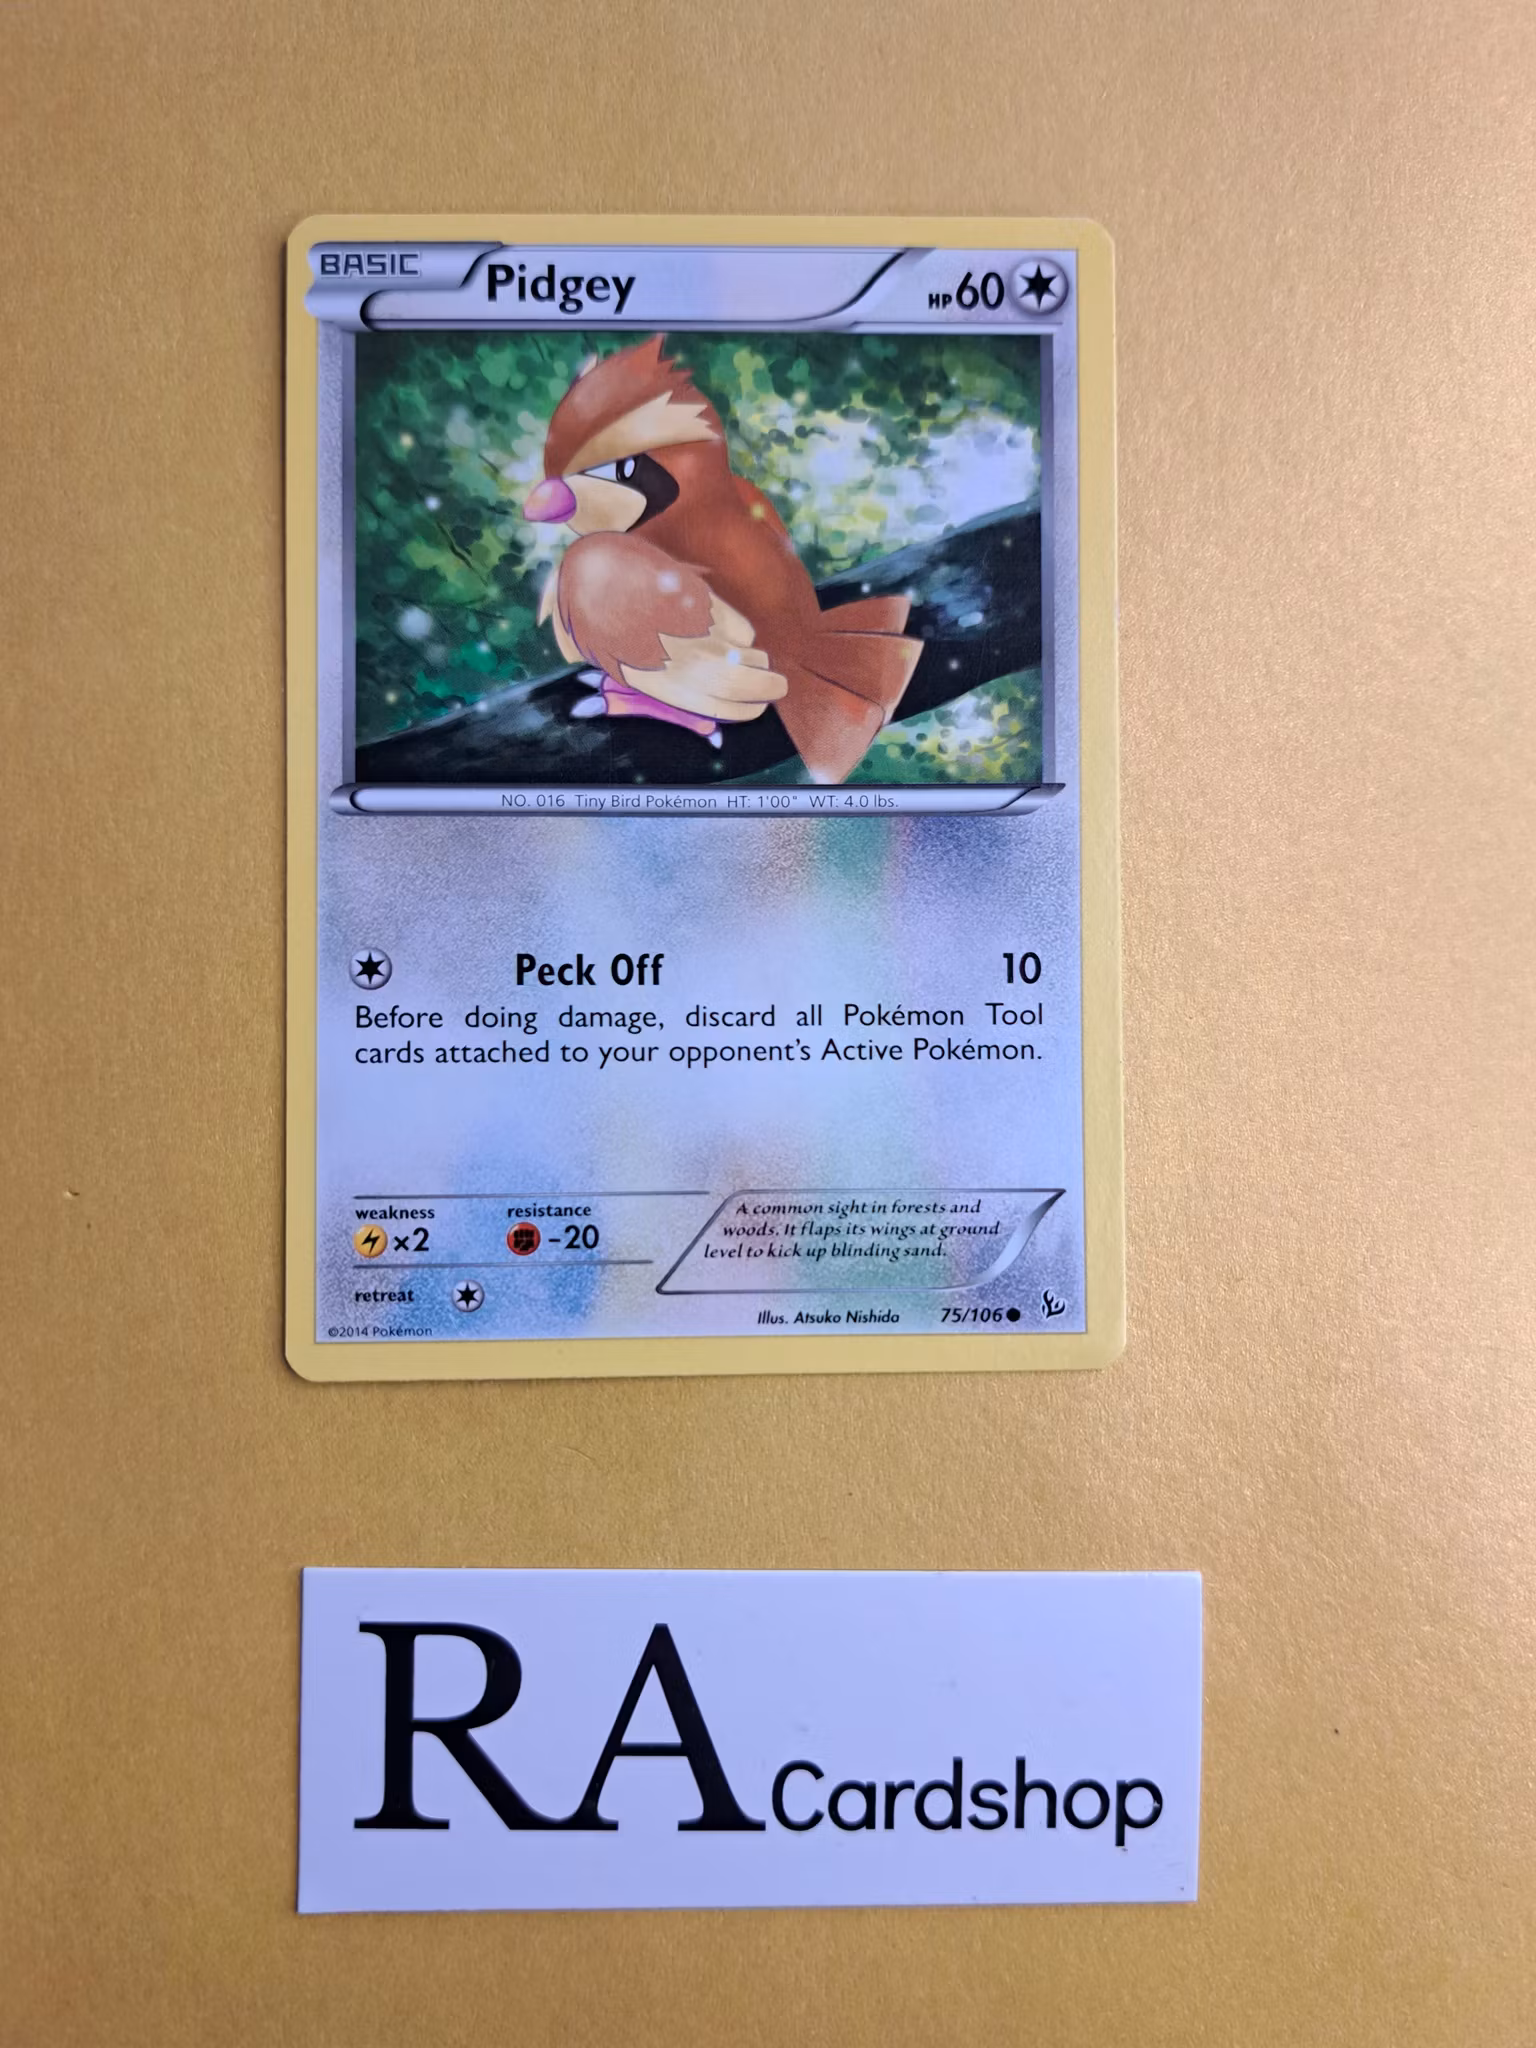 BASIC
Pidgey
HP60
NO. 016 Tiny Bird Pokémon HT: 1'00" WT: 4.0 lbs.
Peck Off 10
Before doing damage, discard all Pokémon Tool
cards attached to your opponent's Active Pokémon.
weakness
×2
resistance
-20
retreat
A common sight in forests and
woods. It flaps its wings at ground
level to kick up blinding sand.
Illus. Atsuko Nishida 75/106
©2014 Pokémon
RA Cardshop